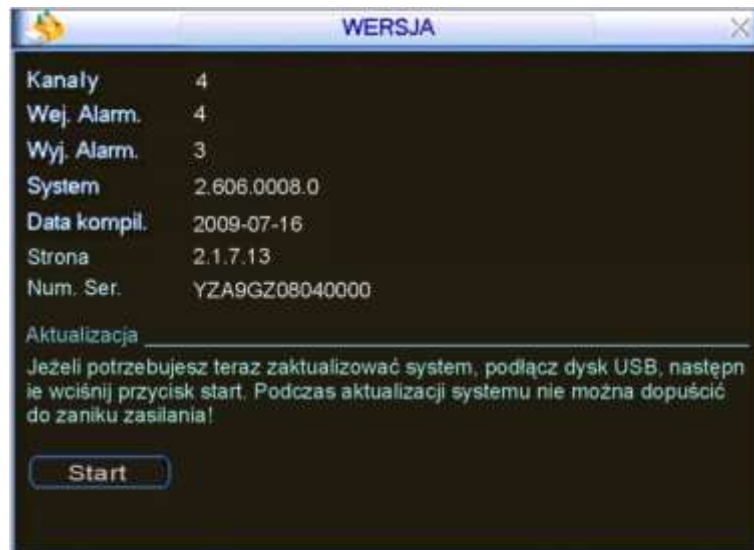 WERSJA
Kanały 4
Wej. Alarm. 4
Wyj. Alarm. 3
System 2.606.0008.0
Data kompil. 2009-07-16
Strona 2.1.7.13
Num. Ser. YZA9GZ08040000
Aktualizacja
Jeżeli potrzebujesz teraz zaktualizować system, podłącz dysk USB, następn
ie wciśnij przycisk start. Podczas aktualizacji systemu nie można dopuścić
do zaniku zasilania!
Start